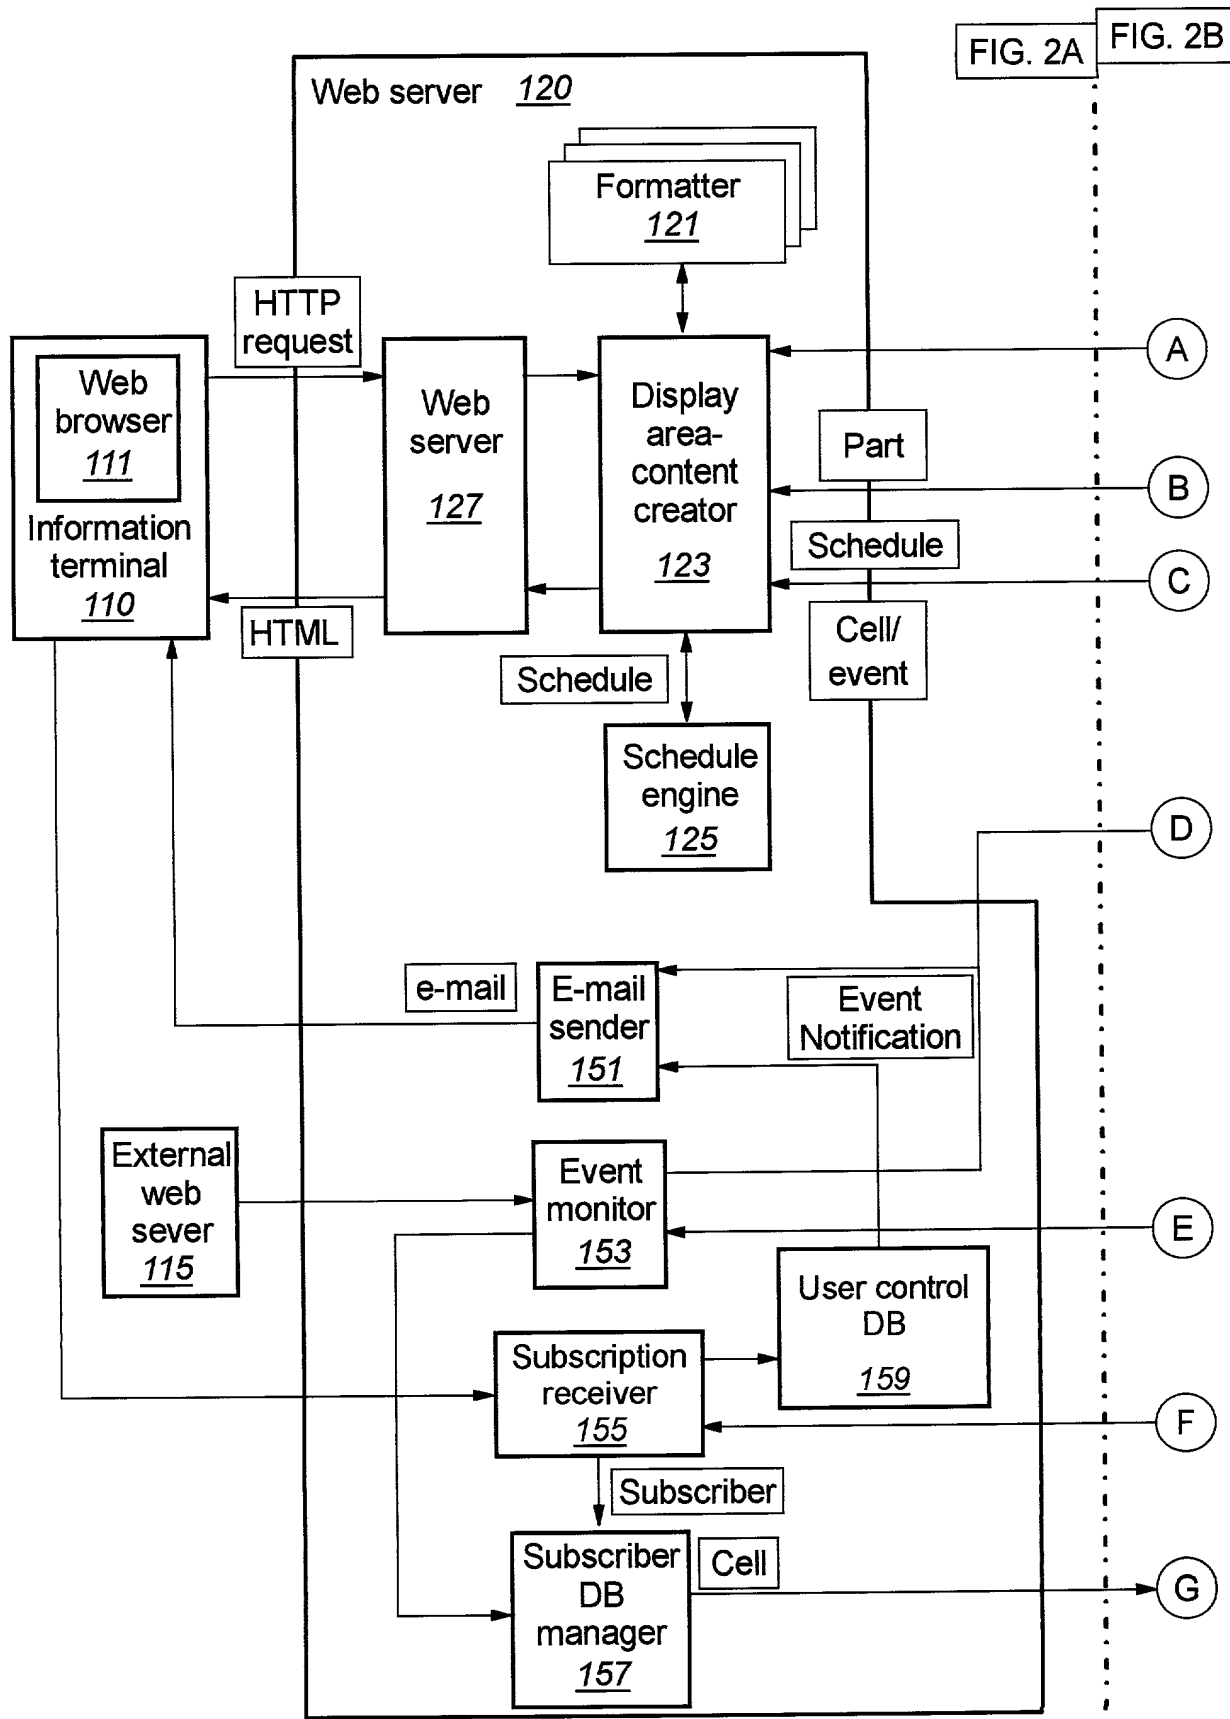 FIG. 2A
FIG. 2B
Web server 120
Formatter
121
HTTP
request
Web
browser
111
Information
terminal
110
Web
server
127
Display
area-
content
creator
123
A
Part
B
Schedule
C
HTML
Cell/
event
Schedule
Schedule
engine
125
D
e-mail
E-mail
sender
151
Event
Notification
External
web
sever
115
Event
monitor
153
E
User control
DB
159
Subscription
receiver
155
F
Subscriber
Subscriber
DB
manager
157
Cell
G